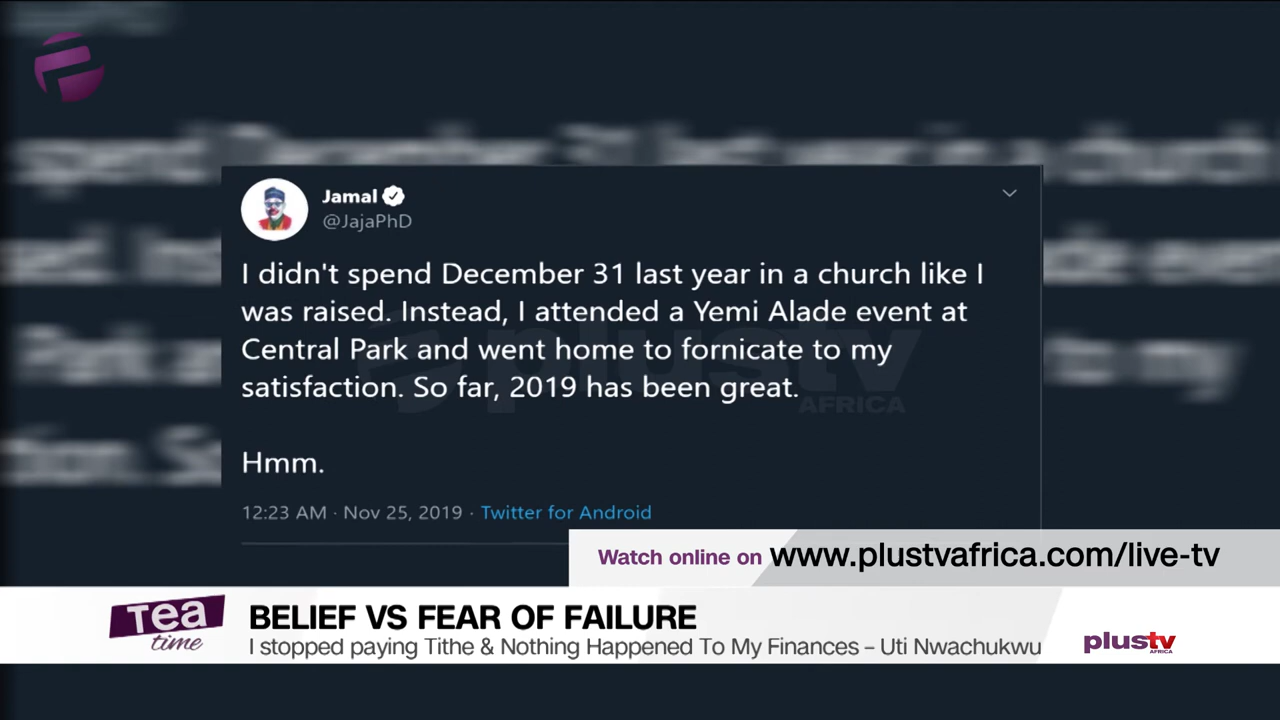 Jamal
@JajaPhD
I didn't spend December 31 last year in a church like I
was raised. Instead, I attended a Yemi Alade event at
Central Park and went home to fornicate to my
satisfaction. So far, 2019 has been great.
Hmm.
12:23 AM · Nov 25, 2019 · Twitter for Android
plustv
AFRICA
Watch online on www.plustvafrica.com/live-tv
Tea
time
BELIEF VS FEAR OF FAILURE
I stopped paying Tithe & Nothing Happened To My Finances – Uti Nwachukwu
plustv
AFRICA